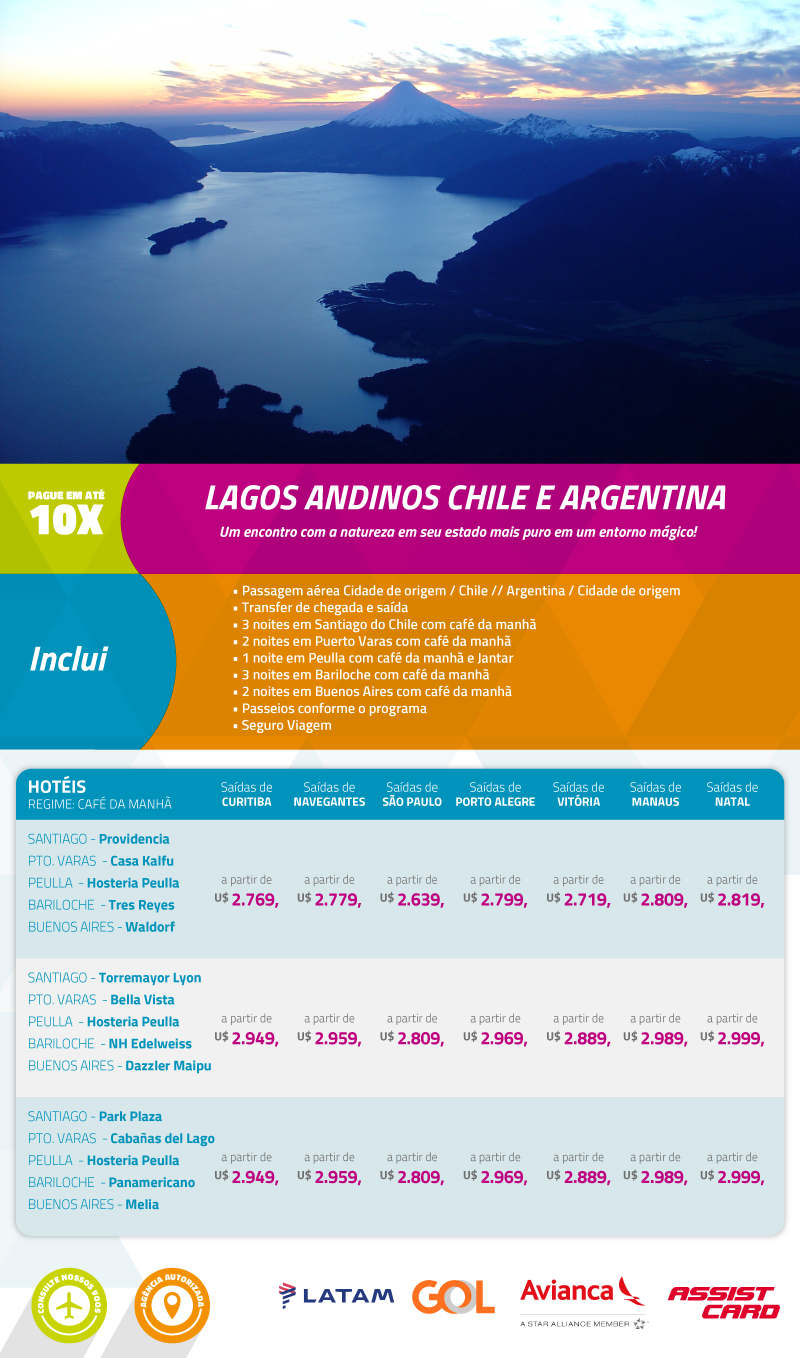 PAGUE EM ATÉ
10X
LAGOS ANDINOS CHILE E ARGENTINA
Um encontro com a natureza em seu estado mais puro em um entorno mágico!
Inclui
• Passagem aérea Cidade de origem / Chile // Argentina / Cidade de origem
• Transfer de chegada e saída
• 3 noites em Santiago do Chile com café da manhã
• 2 noites em Puerto Varas com café da manhã
• 1 noite em Peulla com café da manhã e Jantar
• 3 noites em Bariloche com café da manhã
• 2 noites em Buenos Aires com café da manhã
• Passeios conforme o programa
• Seguro Viagem
HOTÉIS
REGIME: CAFÉ DA MANHÃ
Saídas de CURITIBA
Saídas de NAVEGANTES
Saídas de SÃO PAULO
Saídas de PORTO ALEGRE
Saídas de VITÓRIA
Saídas de MANAUS
Saídas de NATAL
SANTIAGO - Providencia
PTO. VARAS - Casa Kalfu
PEULLA - Hosteria Peulla
BARILOCHE - Tres Reyes
BUENOS AIRES - Waldorf
a partir de U$ 2.769,
a partir de U$ 2.779,
a partir de U$ 2.639,
a partir de U$ 2.799,
a partir de U$ 2.719,
a partir de U$ 2.809,
a partir de U$ 2.819,
SANTIAGO - Torremayor Lyon
PTO. VARAS - Bella Vista
PEULLA - Hosteria Peulla
BARILOCHE - NH Edelweiss
BUENOS AIRES - Dazzler Maipu
a partir de U$ 2.949,
a partir de U$ 2.959,
a partir de U$ 2.809,
a partir de U$ 2.969,
a partir de U$ 2.889,
a partir de U$ 2.989,
a partir de U$ 2.999,
SANTIAGO - Park Plaza
PTO. VARAS - Cabañas del Lago
PEULLA - Hosteria Peulla
BARILOCHE - Panamericano
BUENOS AIRES - Melia
a partir de U$ 2.949,
a partir de U$ 2.959,
a partir de U$ 2.809,
a partir de U$ 2.969,
a partir de U$ 2.889,
a partir de U$ 2.989,
a partir de U$ 2.999,
CONSULTE NOSSOS VOOS
AGÊNCIA AUTORIZADA
LATAM
GOL
Avianca
A STAR ALLIANCE MEMBER
ASSIST
CARD